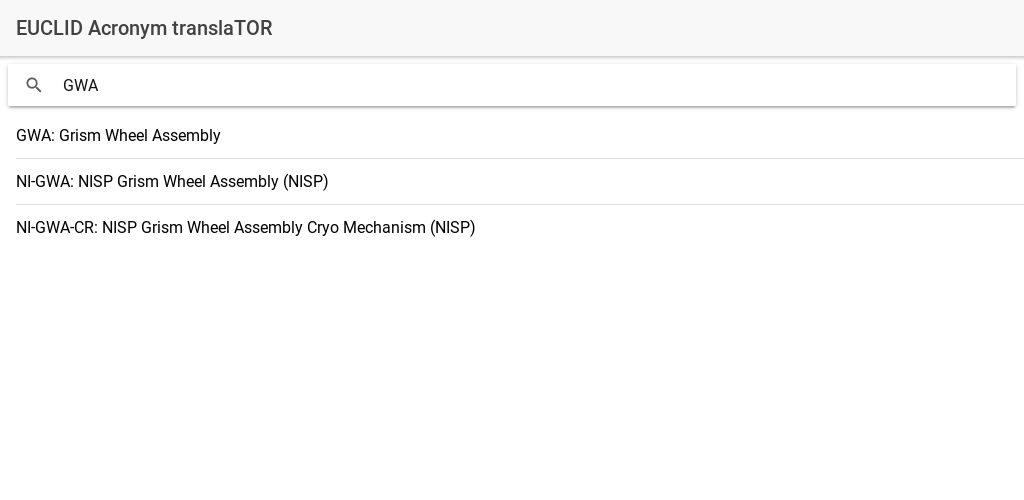 EUCLID Acronym translaTOR
GWA
GWA: Grism Wheel Assembly
NI-GWA: NISP Grism Wheel Assembly (NISP)
NI-GWA-CR: NISP Grism Wheel Assembly Cryo Mechanism (NISP)